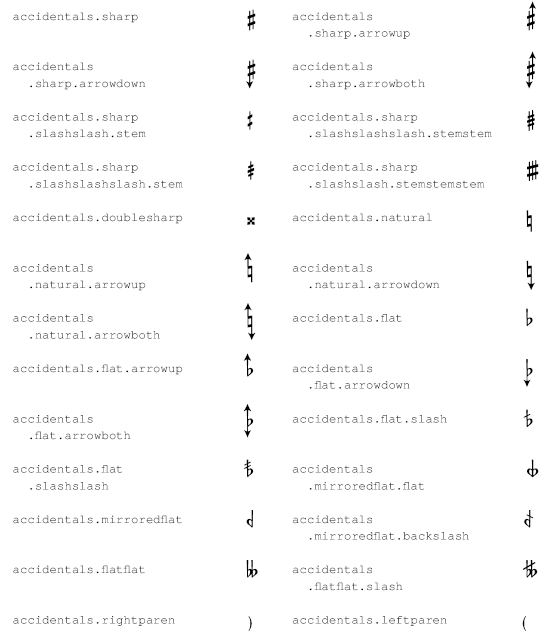 accidentals.sharp
accidentals
.sharp.arrowup
accidentals
.sharp.arrowdown
accidentals
.sharp.arrowboth
accidentals.sharp
.slashslash.stem
accidentals.sharp
.slashslashslash.stemstem
accidentals.sharp
.slashslashslash.stem
accidentals.sharp
.slashslash.stemstemstem
accidentals.doublesharp
accidentals.natural
accidentals
.natural.arrowup
accidentals
.natural.arrowdown
accidentals
.natural.arrowboth
accidentals.flat
accidentals.flat.arrowup
accidentals
.flat.arrowdown
accidentals
.flat.arrowboth
accidentals.flat.slash
accidentals.flat
.slashslash
accidentals
.mirroredflat.flat
accidentals.mirroredflat
accidentals
.mirroredflat.backslash
accidentals.flatflat
accidentals
.flatflat.slash
accidentals.rightparen )
accidentals.leftparen (